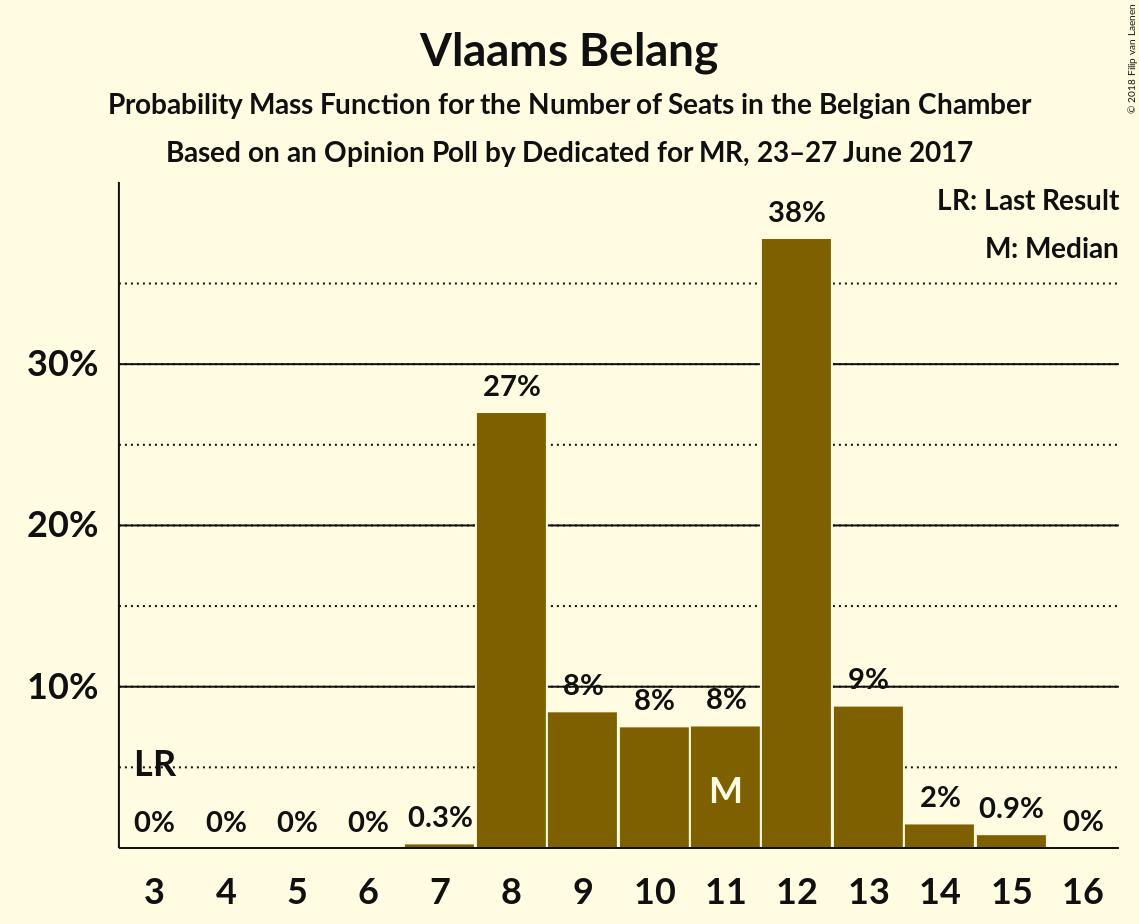 Vlaams Belang
Probability Mass Function for the Number of Seats in the Belgian Chamber
Based on an Opinion Poll by Dedicated for MR, 23–27 June 2017
© 2018 Filip van Laenen
LR: Last Result
M: Median
38%
30%
27%
20%
10%
8%
8%
8%
9%
LR
M
0%
0%
0%
0%
0.3%
2%
0.9%
0%
3 4 5 6 7 8 9 10 11 12 13 14 15 16